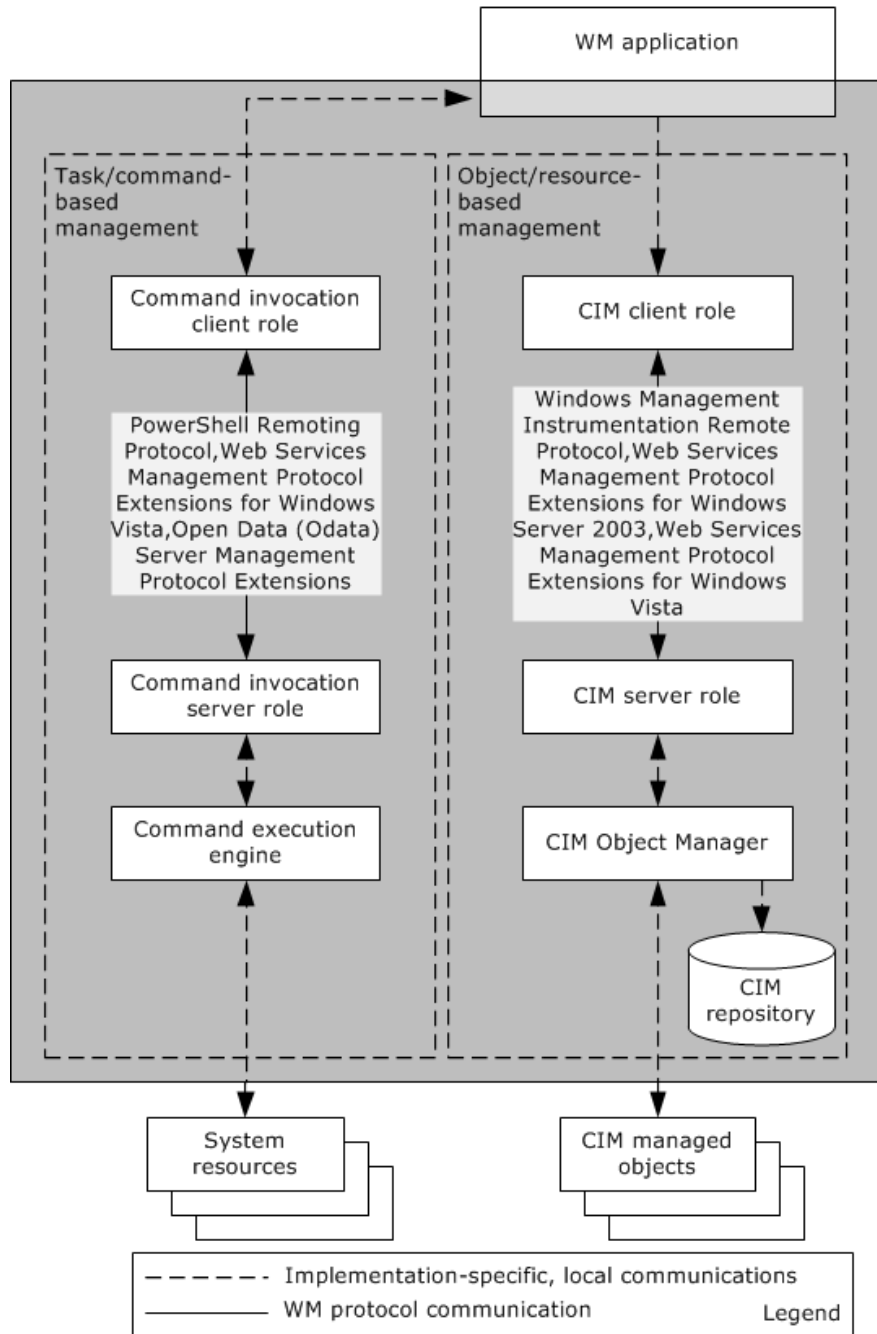 WM application
Task/command-
based
management
Object/resource-
based
management
Command invocation
client role
CIM client role
PowerShell Remoting
Protocol,Web Services
Management Protocol
Extensions for Windows
Vista,Open Data (Odata)
Server Management
Protocol Extensions
Windows Management
Instrumentation Remote
Protocol,Web Services
Management Protocol
Extensions for Windows
Server 2003,Web Services
Management Protocol
Extensions for Windows
Vista
Command invocation
server role
CIM server role
Command execution
engine
CIM Object Manager
CIM
repository
System
resources
CIM managed
objects
Implementation-specific, local communications
WM protocol communication
Legend